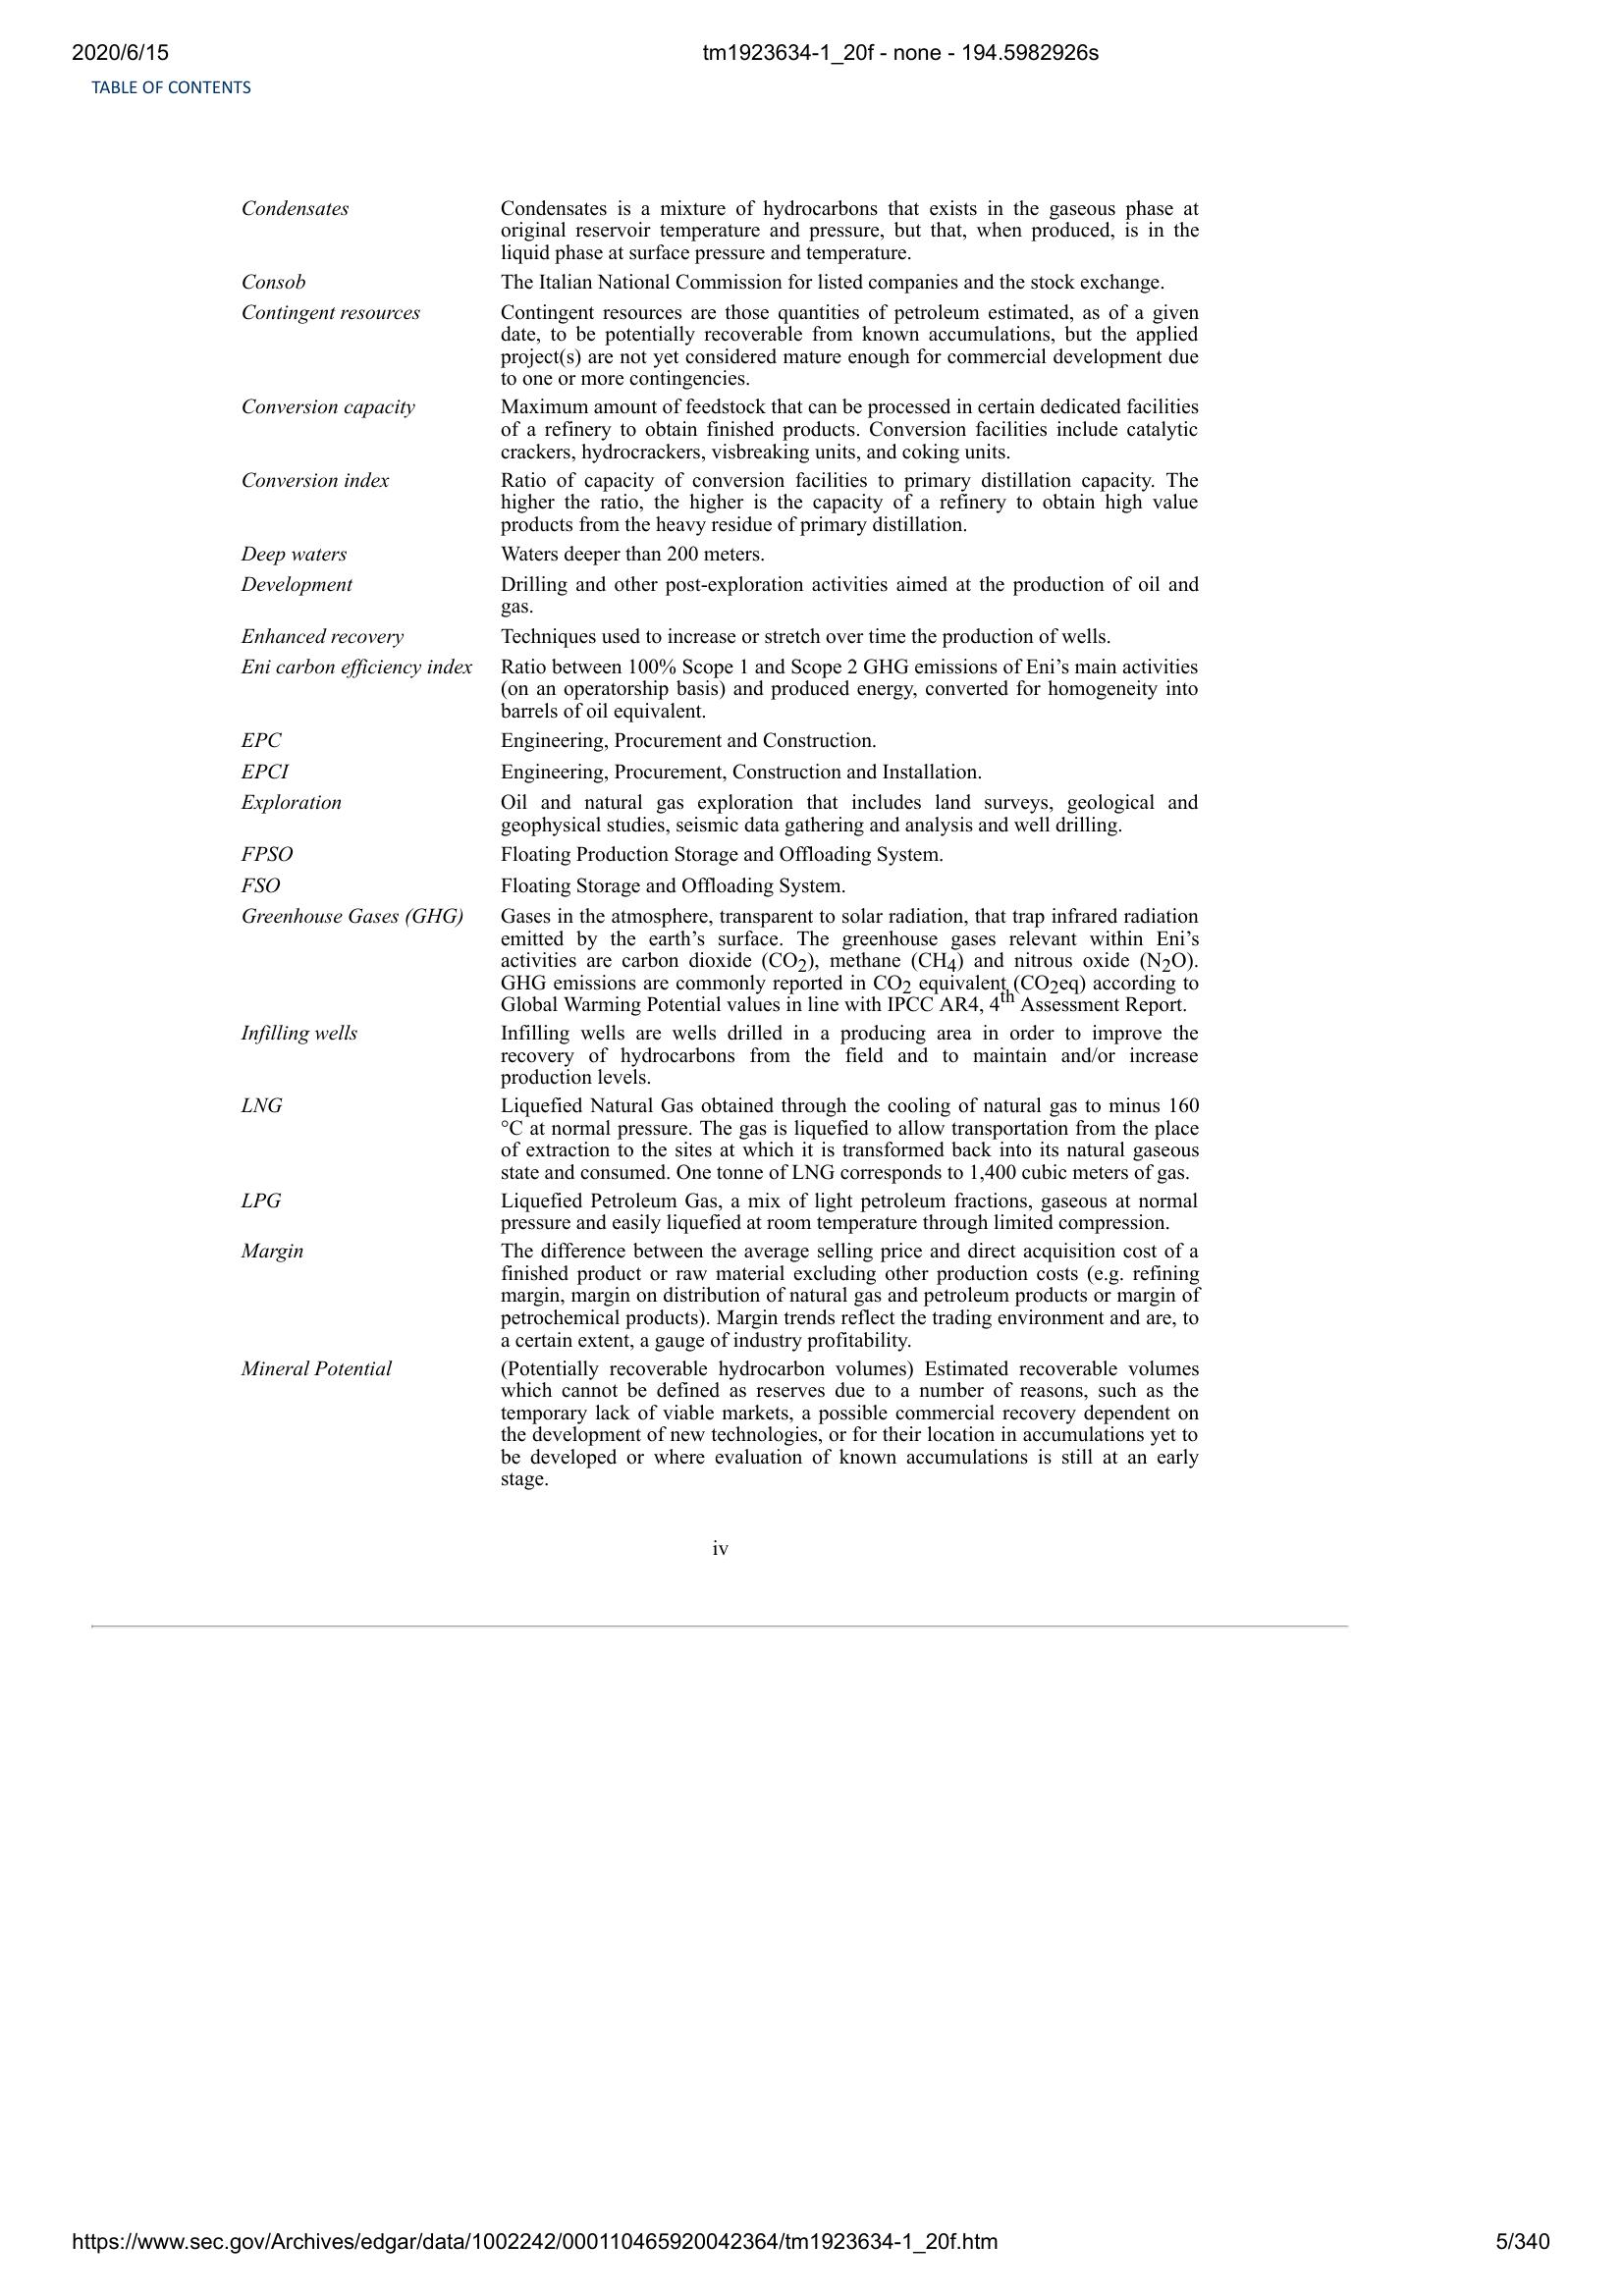 2020/6/15 tm1923634-1_20f - none - 194.5982926s
TABLE OF CONTENTS
Condensates Condensates is a mixture of hydrocarbons that exists in the gaseous phase at
original reservoir temperature and pressure, but that, when produced, is in the
liquid phase at surface pressure and temperature.
Consob The Italian National Commission for listed companies and the stock exchange.
Contingent resources Contingent resources are those quantities of petroleum estimated, as of a given
date, to be potentially recoverable from known accumulations, but the applied
project(s) are not yet considered mature enough for commercial development due
to one or more contingencies.
Conversion capacity Maximum amount of feedstock that can be processed in certain dedicated facilities
of a refinery to obtain finished products. Conversion facilities include catalytic
crackers, hydrocrackers, visbreaking units, and coking units.
Conversion index Ratio of capacity of conversion facilities to primary distillation capacity. The
higher the ratio, the higher is the capacity of a refinery to obtain high value
products from the heavy residue of primary distillation.
Deep waters Waters deeper than 200 meters.
Development Drilling and other post-exploration activities aimed at the production of oil and
gas.
Enhanced recovery Techniques used to increase or stretch over time the production of wells.
Eni carbon efficiency index Ratio between 100% Scope 1 and Scope 2 GHG emissions of Eni’s main activities
(on an operatorship basis) and produced energy, converted for homogeneity into
barrels of oil equivalent.
EPC Engineering, Procurement and Construction.
EPCI Engineering, Procurement, Construction and Installation.
Exploration Oil and natural gas exploration that includes land surveys, geological and
geophysical studies, seismic data gathering and analysis and well drilling.
FPSO Floating Production Storage and Offloading System.
FSO Floating Storage and Offloading System.
Greenhouse Gases (GHG) Gases in the atmosphere, transparent to solar radiation, that trap infrared radiation
emitted by the earth’s surface. The greenhouse gases relevant within Eni’s
activities are carbon dioxide (CO2), methane (CH4) and nitrous oxide (N2O).
GHG emissions are commonly reported in CO2 equivalent (CO2eq) according to
Global Warming Potential values in line with IPCC AR4, 4th Assessment Report.
Infilling wells Infilling wells are wells drilled in a producing area in order to improve the
recovery of hydrocarbons from the field and to maintain and/or increase
production levels.
LNG Liquefied Natural Gas obtained through the cooling of natural gas to minus 160
°C at normal pressure. The gas is liquefied to allow transportation from the place
of extraction to the sites at which it is transformed back into its natural gaseous
state and consumed. One tonne of LNG corresponds to 1,400 cubic meters of gas.
LPG Liquefied Petroleum Gas, a mix of light petroleum fractions, gaseous at normal
pressure and easily liquefied at room temperature through limited compression.
Margin The difference between the average selling price and direct acquisition cost of a
finished product or raw material excluding other production costs (e.g. refining
margin, margin on distribution of natural gas and petroleum products or margin of
petrochemical products). Margin trends reflect the trading environment and are, to
a certain extent, a gauge of industry profitability.
Mineral Potential (Potentially recoverable hydrocarbon volumes) Estimated recoverable volumes
which cannot be defined as reserves due to a number of reasons, such as the
temporary lack of viable markets, a possible commercial recovery dependent on
the development of new technologies, or for their location in accumulations yet to
be developed or where evaluation of known accumulations is still at an early
stage.
iv
https://www.sec.gov/Archives/edgar/data/1002242/000110465920042364/tm1923634-1_20f.htm 5/340